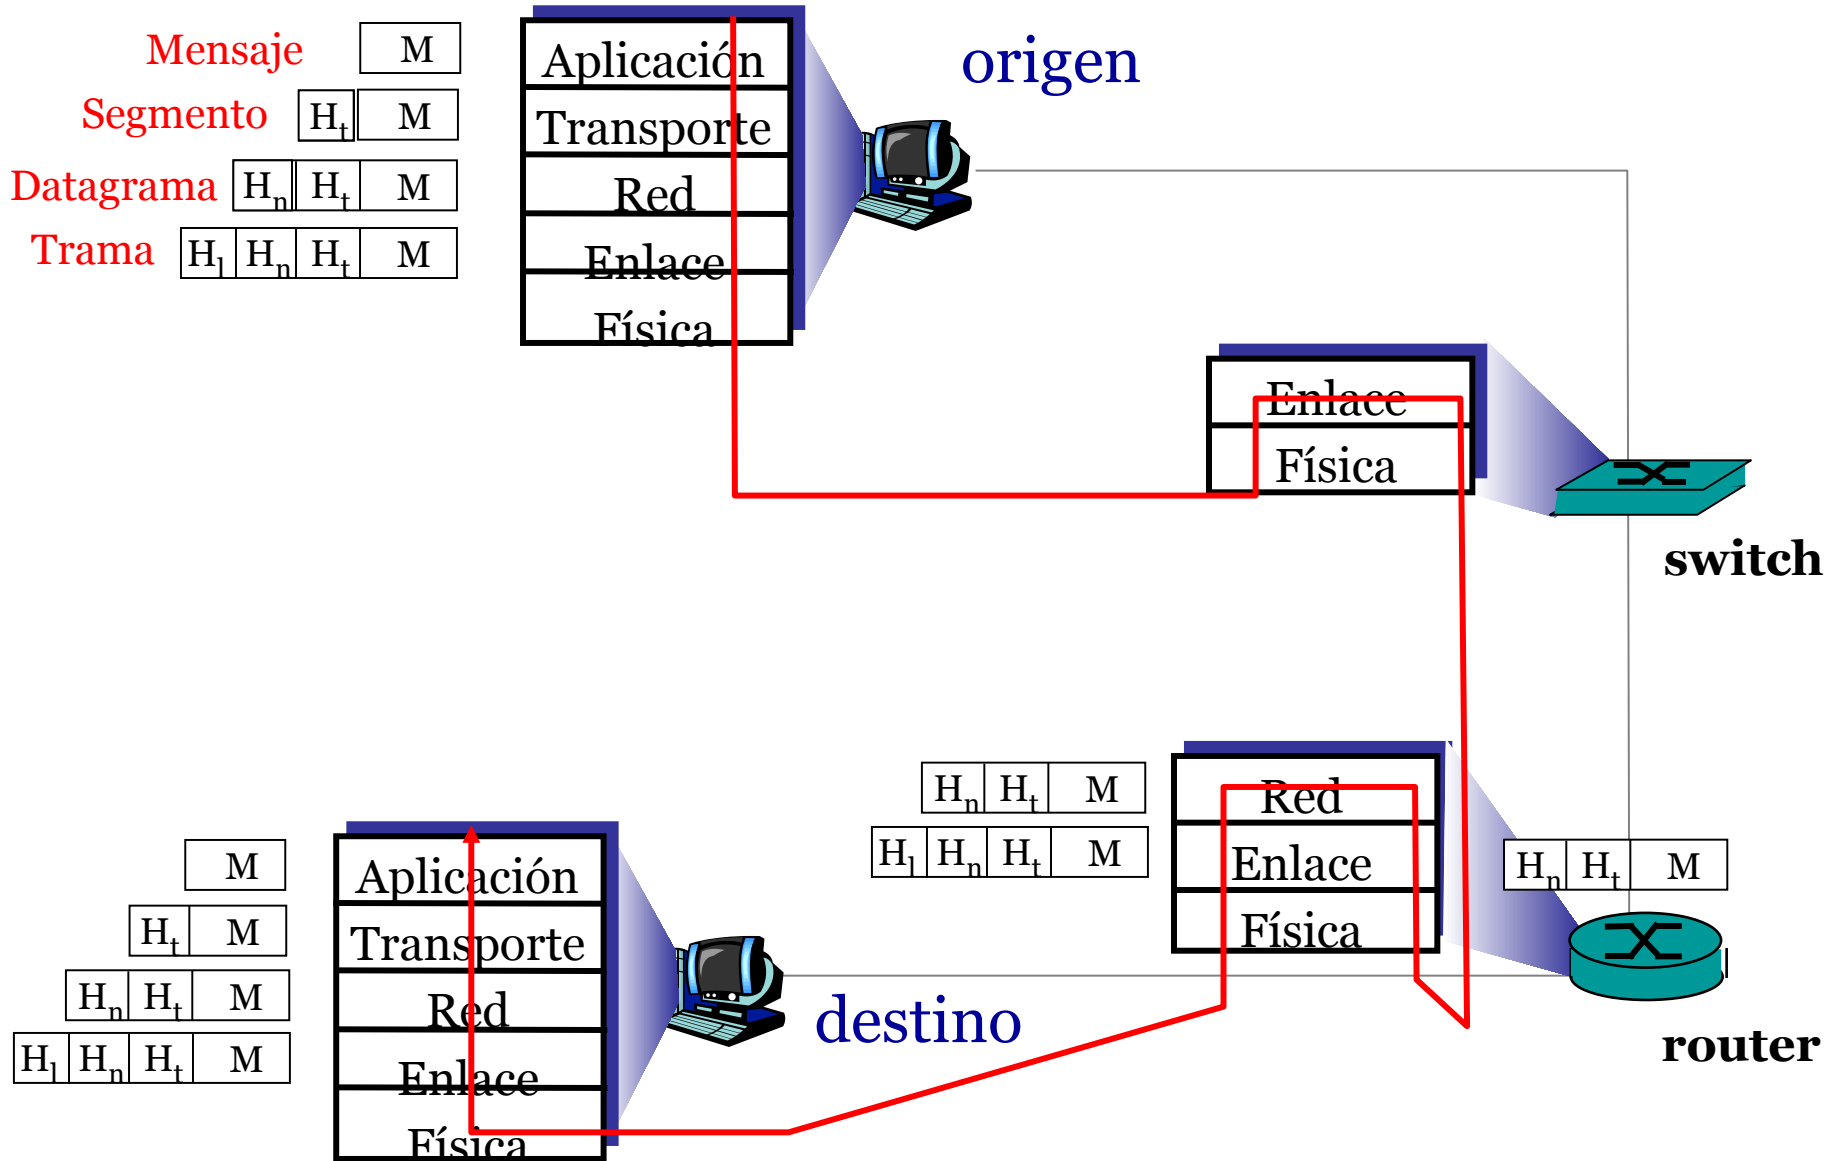 Mensaje M
Segmento Ht M
Datagrama Hn Ht M
Trama Hl Hn Ht M
Aplicación
Transporte
Red
Enlace
Física
origen
Enlace
Física
switch
Hn Ht M
Hl Hn Ht M
Red
Enlace
Física
Hn Ht M
router
M
Ht M
Hn Ht M
Hl Hn Ht M
Aplicación
Transporte
Red
Enlace
Física
destino